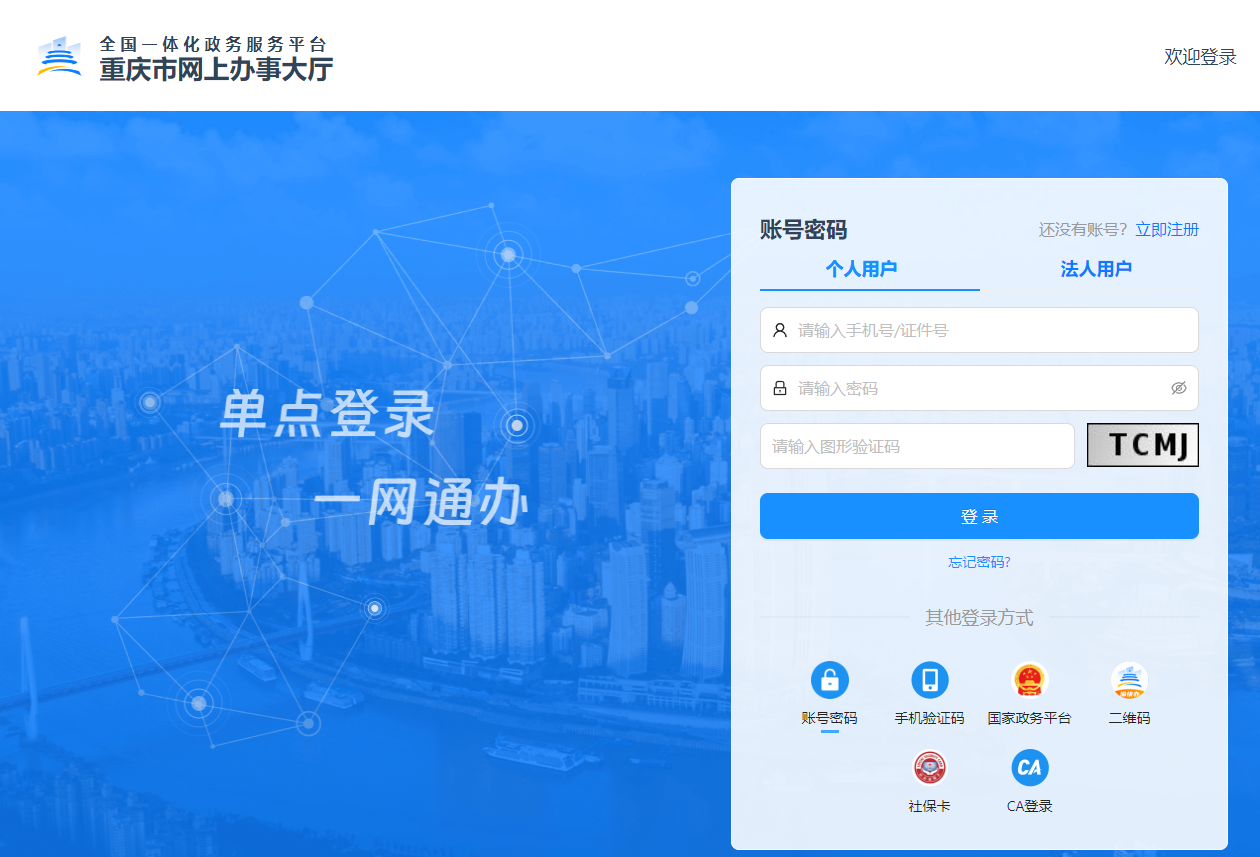 全国一体化政务服务平台
重庆市网上办事大厅
欢迎登录
单点登录
一网通办
账号密码
还没有账号? 立即注册
个人用户 法人用户
请输入手机号/证件号
请输入密码
请输入图形验证码
TCMJ
登 录
忘记密码?
其他登录方式
账号密码 手机验证码 国家政务平台 二维码
CA
社保卡 CA登录